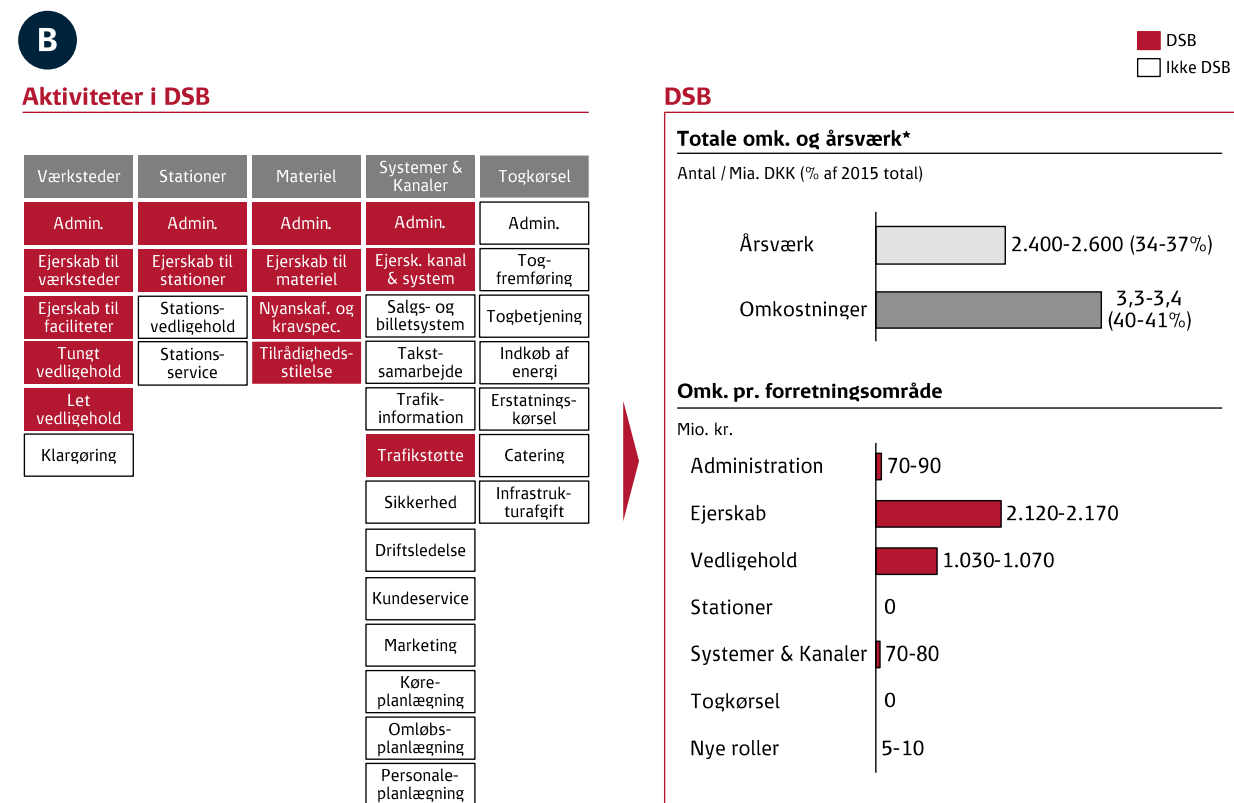 B
DSB
Ikke DSB
Aktiviteter i DSB
Værksteder
Admin.
Ejerskab til
værksteder
Ejerskab til
faciliteter
Tungt
vedligehold
Let
vedligehold
Klargøring
Stationer
Admin.
Ejerskab til
stationer
Stations-
vedligehold
Stations-
service
Materiel
Admin.
Ejerskab til
materiel
Nyanskaf. og
kravspec.
Tilrådigheds-
stilelse
Systemer &
Kanaler
Admin.
Ejersk. kanal
& system
Salgs- og
billetsystem
Takst-
samarbejde
Trafik-
information
Trafikstøtte
Sikkerhed
Driftsledelse
Kundeservice
Marketing
Køre-
planlægning
Omløbs-
planlægning
Personale-
planlægning
Togkørsel
Admin.
Tog-
fremføring
Togbetjening
Indkøb af
energi
Erstatnings-
kørsel
Catering
Infrastruk-
turafgift
DSB
Totale omk. og årsværk*
Antal / Mia. DKK (% af 2015 total)
Årsværk 2.400-2.600 (34-37%)
Omkostninger 3,3-3,4
(40-41%)
Omk. pr. forretningsområde
Mio. kr.
Administration 70-90
Ejerskab 2.120-2.170
Vedligehold 1.030-1.070
Stationer 0
Systemer & Kanaler 70-80
Togkørsel 0
Nye roller 5-10